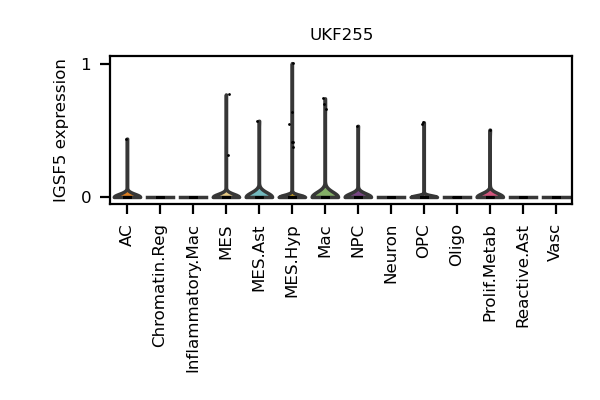 UKF255
IGSF5 expression
1
0
AC
Chromatin.Reg
Inflammatory.Mac
MES
MES.Ast
MES.Hyp
Mac
NPC
Neuron
OPC
Oligo
Prolif.Metab
Reactive.Ast
Vasc